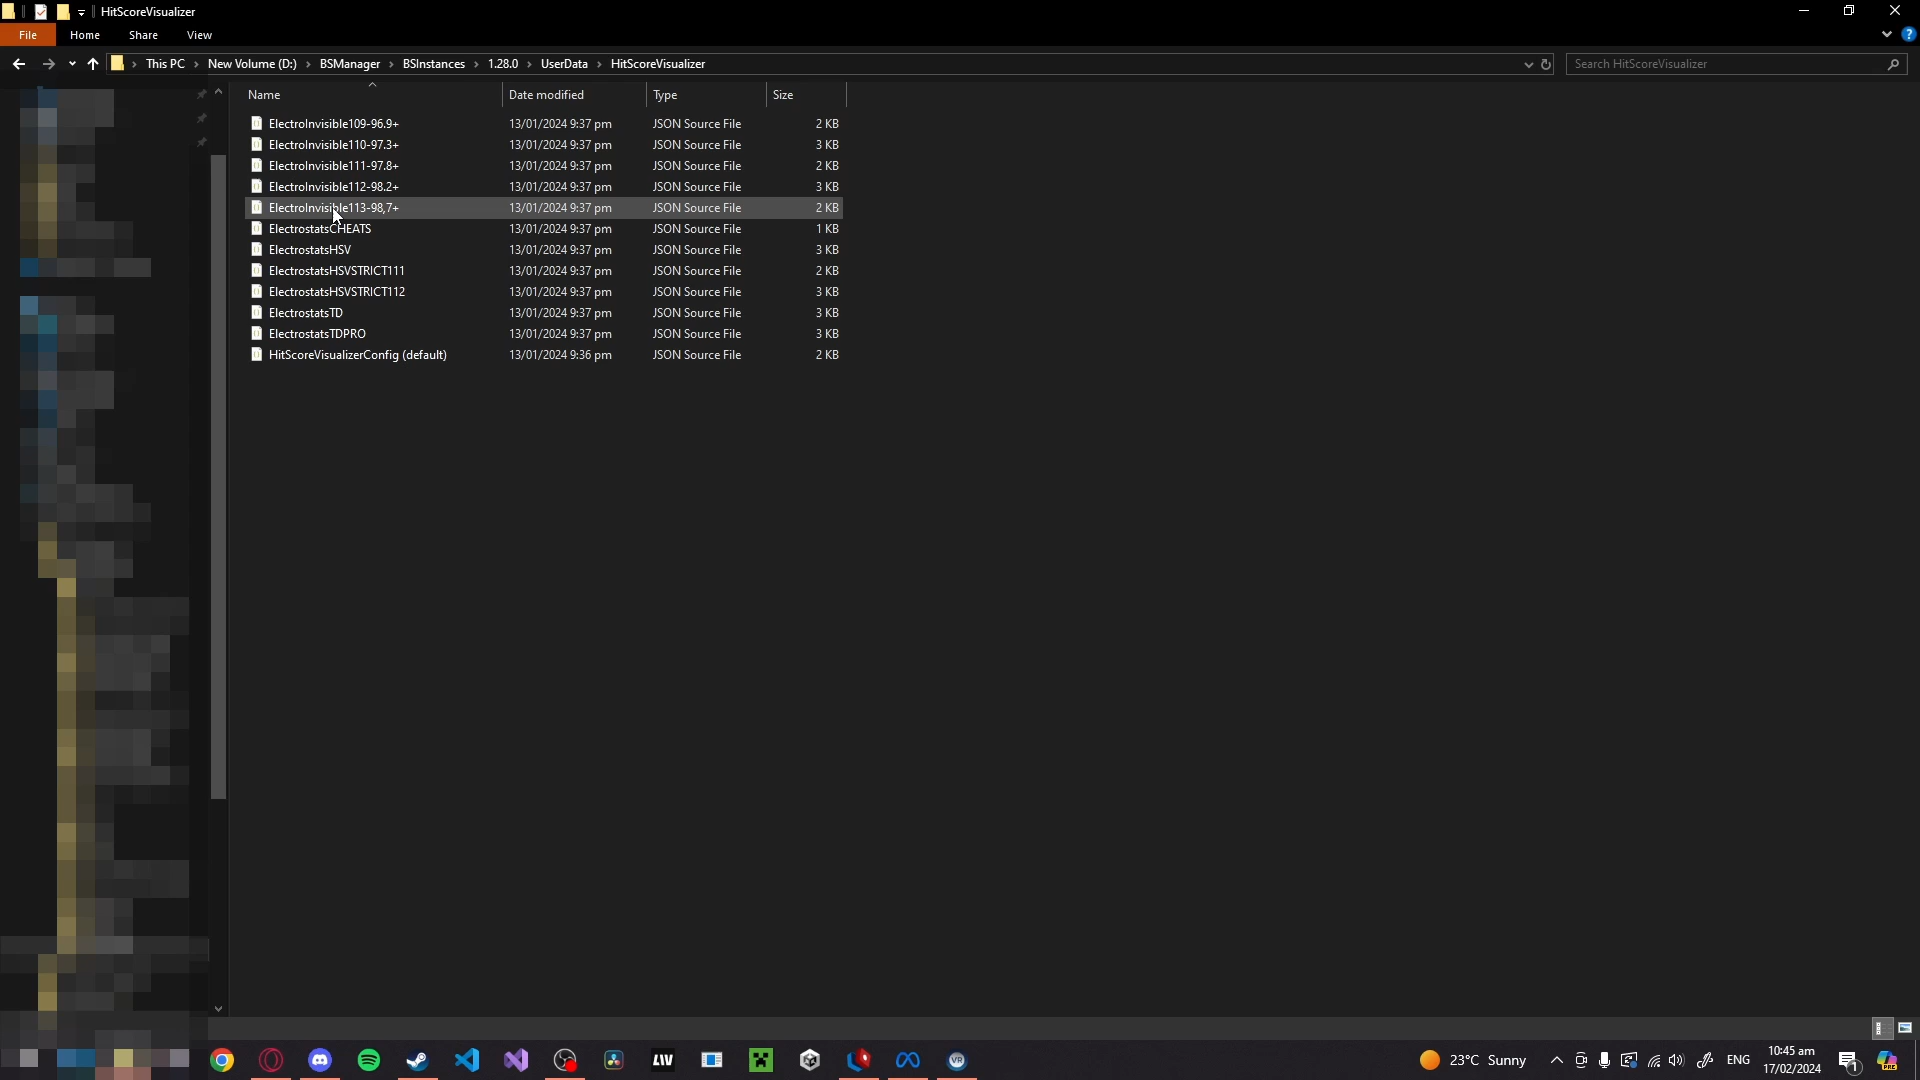 HitScoreVisualizer
File Home Share View
This PC New Volume (D:) BSManager BSInstances 1.28.0 UserData HitScoreVisualizer Search HitScoreVisualizer
Name Date modified Type Size
ElectroInvisible109-96.9+ 13/01/2024 9:37 pm JSON Source File 2 KB
ElectroInvisible110-97.3+ 13/01/2024 9:37 pm JSON Source File 3 KB
ElectroInvisible111-97.8+ 13/01/2024 9:37 pm JSON Source File 2 KB
ElectroInvisible112-98.2+ 13/01/2024 9:37 pm JSON Source File 3 KB
ElectroInvisible113-98,7+ 13/01/2024 9:37 pm JSON Source File 2 KB
ElectrostatsCHEATS 13/01/2024 9:37 pm JSON Source File 1 KB
ElectrostatsHSV 13/01/2024 9:37 pm JSON Source File 3 KB
ElectrostatsHSVSTRICT111 13/01/2024 9:37 pm JSON Source File 2 KB
ElectrostatsHSVSTRICT112 13/01/2024 9:37 pm JSON Source File 3 KB
ElectrostatsTD 13/01/2024 9:37 pm JSON Source File 3 KB
ElectrostatsTDPRO 13/01/2024 9:37 pm JSON Source File 3 KB
HitScoreVisualizerConfig (default) 13/01/2024 9:36 pm JSON Source File 2 KB
LIV VR 23°C Sunny ENG 10:45 am 1 PRE
17/02/2024